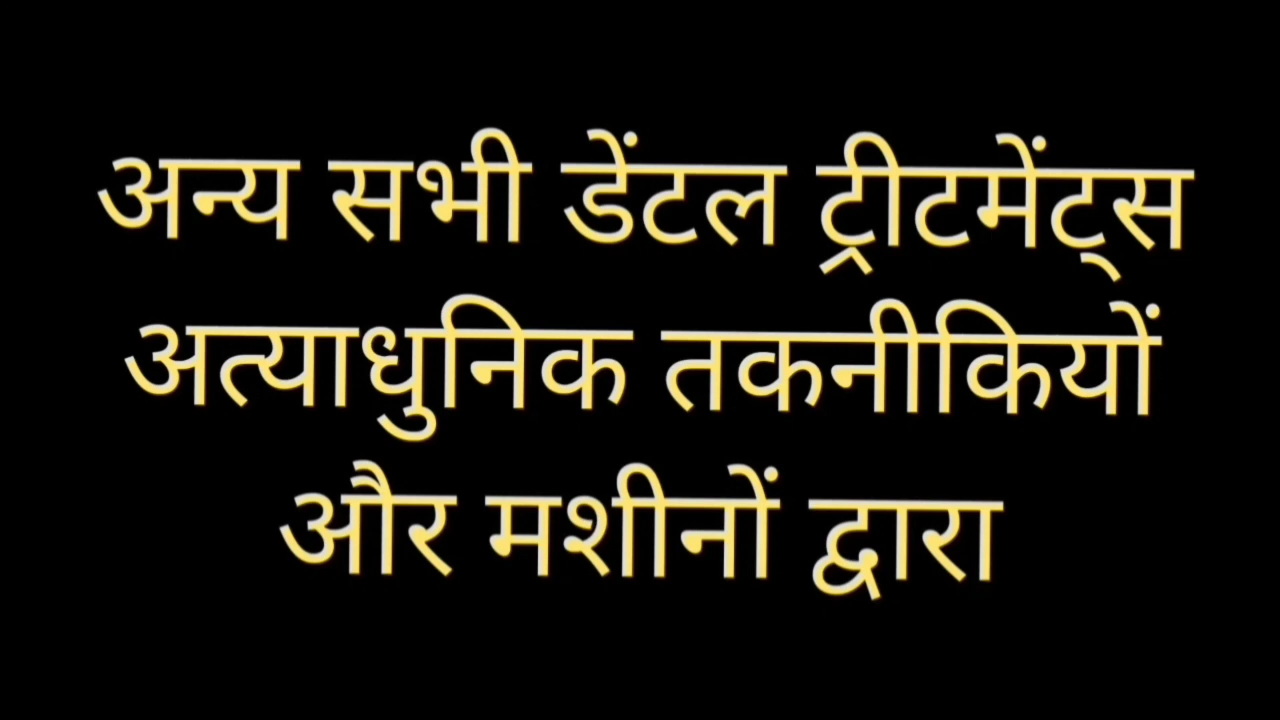 अन्य सभी डेंटल ट्रीटमेंट्स
अत्याधुनिक तकनीकियों
और मशीनों द्वारा